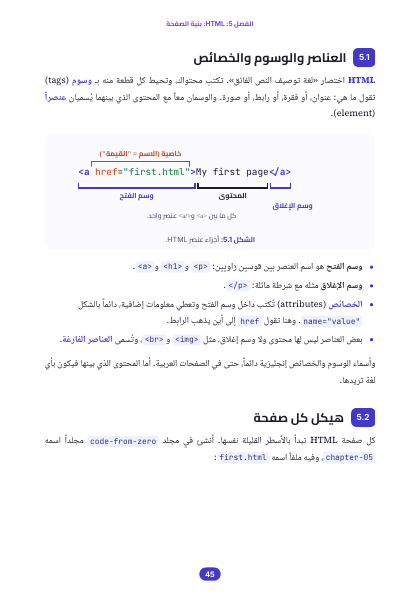 الفصل 5: HTML: بنية الصفحة
5.1 العناصر والوسوم والخصائص
HTML اختصار «لغة توصيف النص الفائق». تكتب محتواك، وتحيط كل قطعة منه بـ وسوم (tags)
تقول ما هي: عنوان، أو فقرة، أو رابط، أو صورة. والوسمان معاً مع المحتوى الذي بينهما يُسميان عنصراً
(element).
خاصية (الاسم = "القيمة")
<a href="first.html">My first page</a>
وسم الفتح
المحتوى
وسم الإغلاق
كل ما بين <a> و</a> عنصر واحد.
الشكل 5.1: أجزاء عنصر HTML.
• وسم الفتح هو اسم العنصر بين قوسين زاويين: <p> و <h1> و <a>.
• وسم الإغلاق مثله مع شرطة مائلة: </p>.
• الخصائص (attributes) تُكتب داخل وسم الفتح وتعطي معلومات إضافية، دائماً بالشكل
name="value". وهنا تقول href إلى أين يذهب الرابط.
• بعض العناصر ليس لها محتوى ولا وسم إغلاق، مثل <img> و <br>، وتُسمى العناصر الفارغة.
وأسماء الوسوم والخصائص إنجليزية دائماً، حتى في الصفحات العربية. أما المحتوى الذي بينها فيكون بأي
لغة تريدها.
5.2 هيكل كل صفحة
كل صفحة HTML تبدأ بالأسطر القليلة نفسها. أنشئ في مجلد code-from-zero مجلداً اسمه
chapter-05، وفيه ملفاً اسمه first.html:
45